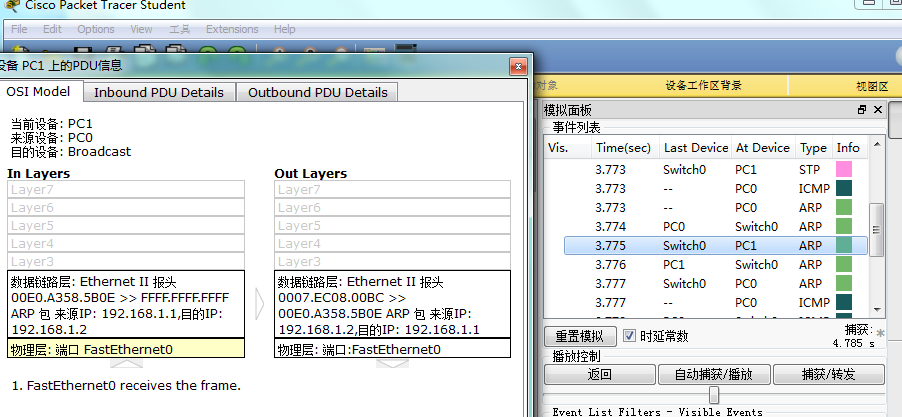 Cisco Packet Tracer Student
File Edit Options View 工具 Extensions Help
设备 PC1 上的PDU信息
OSI Model Inbound PDU Details Outbound PDU Details
当前设备: PC1
来源设备: PC0
目的设备: Broadcast
In Layers
Layer7
Layer6
Layer5
Layer4
Layer3
数据链路层: Ethernet II 报头
00E0.A358.5B0E >> FFFF.FFFF.FFFF
ARP 包 来源IP: 192.168.1.1,目的IP:
192.168.1.2
物理层: 端口 FastEthernet0
Out Layers
Layer7
Layer6
Layer5
Layer4
Layer3
数据链路层: Ethernet II 报头
0007.EC08.00BC >>
00E0.A358.5B0E ARP 包 来源IP:
192.168.1.2,目的IP: 192.168.1.1
物理层: 端口:FastEthernet0
1. FastEthernet0 receives the frame.
对象 设备工作区背景 视图区
模拟面板
事件列表
Vis. Time(sec) Last Device At Device Type Info
3.773 Switch0 PC1 STP
3.773 -- PC0 ICMP
3.773 -- PC0 ARP
3.774 PC0 Switch0 ARP
3.775 Switch0 PC1 ARP
3.776 PC1 Switch0 ARP
3.777 Switch0 PC0 ARP
3.777 -- PC0 ICMP
重置模拟 时延常数 捕获: *
4.785 s
播放控制
返回 自动捕获/播放 捕获/转发
Event List Filters - Visible Events